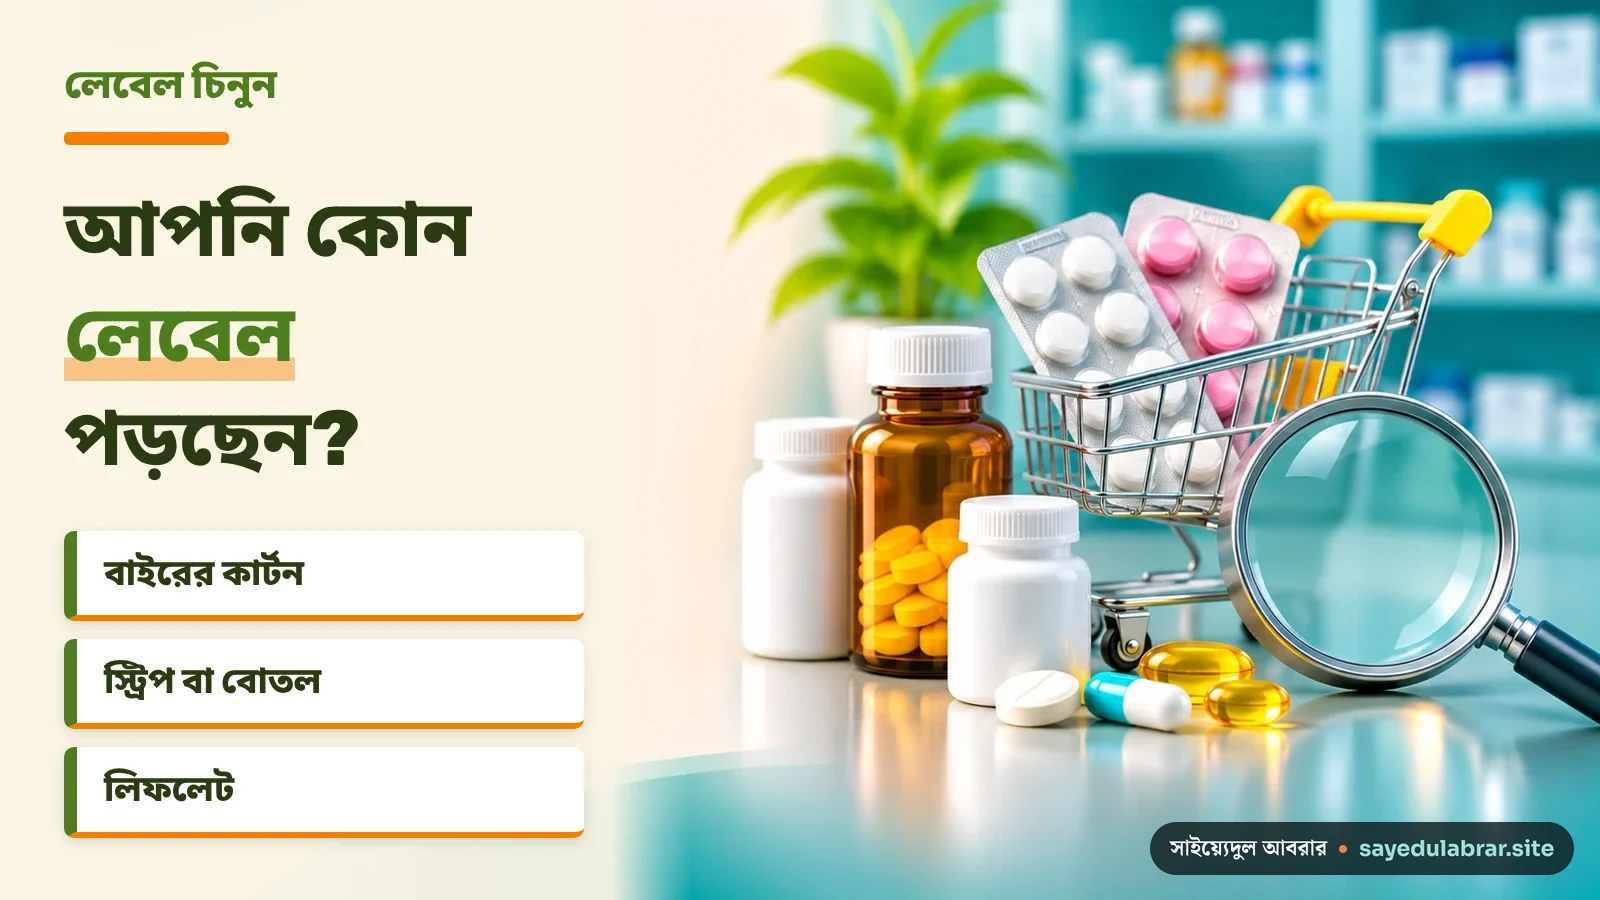 লেবেল চিনুন
আপনি কোন
লেবেল
পড়ছেন?
বাইরের কার্টন
স্ট্রিপ বা বোতল
লিফলেট
সাইয়্যেদুল আবরার • sayedulabrar.site